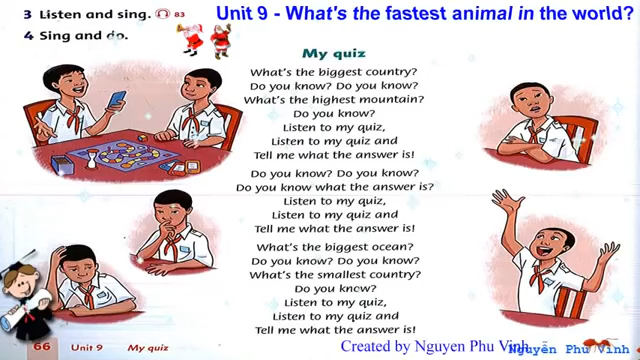 3 Listen and sing. 83
Unit 9 - What's the fastest animal in the world?
4 Sing and do.
My quiz
What's the biggest country?
Do you know? Do you know?
What's the highest mountain?
Do you know?
Listen to my quiz,
Listen to my quiz and
Tell me what the answer is!
Do you know? Do you know?
Do you know what the answer is?
Listen to my quiz,
Listen to my quiz and
Tell me what the answer is!
What's the biggest ocean?
Do you know? Do you know?
What's the smallest country?
Do you know?
Listen to my quiz,
Listen to my quiz and
Tell me what the answer is!
66 Unit 9 My quiz
Created by Nguyen Phu Vinh
Nguyễn Phú Vinh